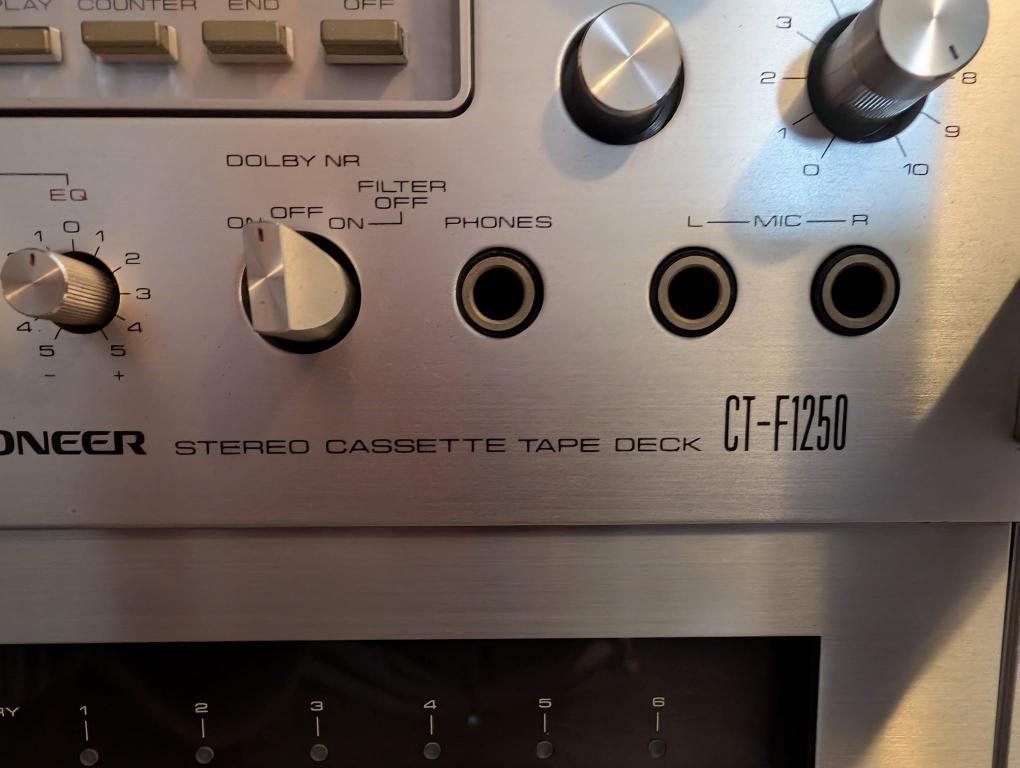 PLAY COUNTER END OFF
3
2 8
1 9
0 10
DOLBY NR
FILTER
OFF
ON OFF ON
PHONES L MIC R
EQ
0
1 1
2
3
4 4
5 5
- +
PIONEER STEREO CASSETTE TAPE DECK CT-F1250
1 2 3 4 5 6